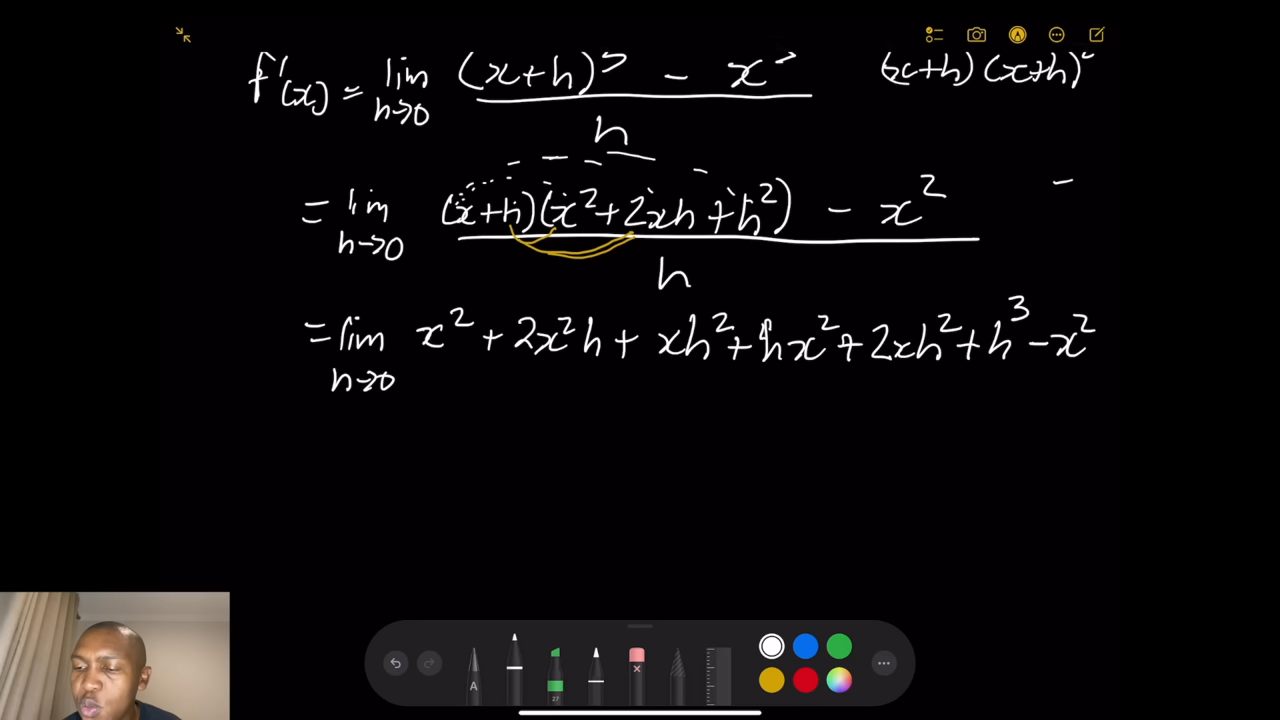 f'(x) = lim h→0 (x+h)³ − x³ (x+h)(x+h)²
h
= lim h→0 (x+h)(x²+2xh+h²) − x² −
h
= lim h→0 x² + 2x²h + xh² + hx² + 2xh² + h³ − x²
A
27